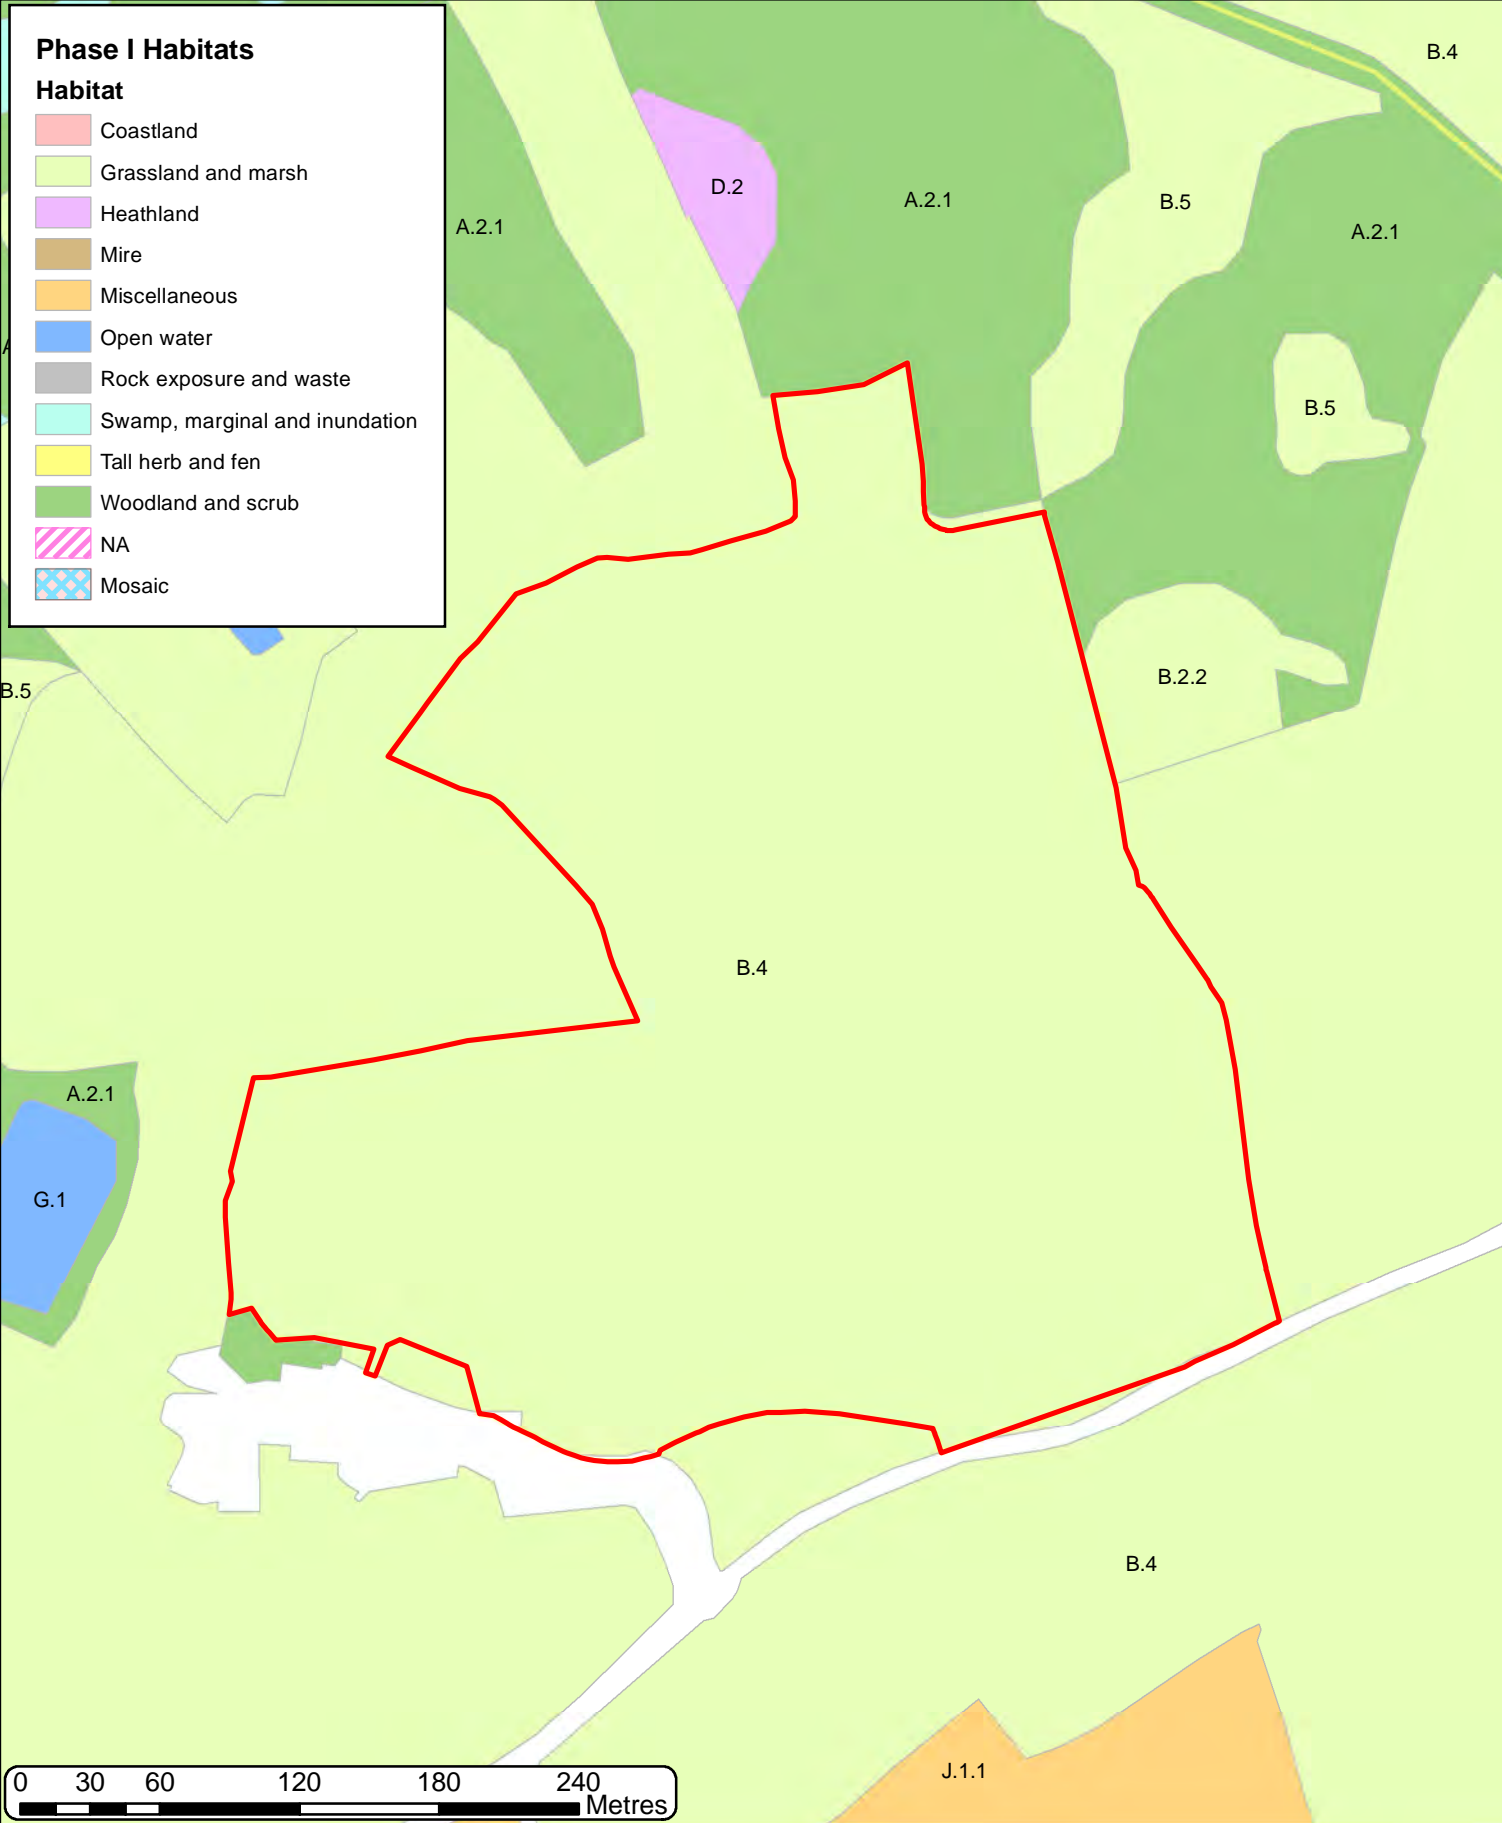 Phase I Habitats
Habitat
Coastland
Grassland and marsh
Heathland
Mire
Miscellaneous
Open water
Rock exposure and waste
Swamp, marginal and inundation
Tall herb and fen
Woodland and scrub
NA
Mosaic
B.4
D.2
A.2.1
B.5
A.2.1
A.2.1
B.5
B.2.2
B.5
B.4
A.2.1
G.1
B.4
J.1.1
0 30 60 120 180 240
Metres